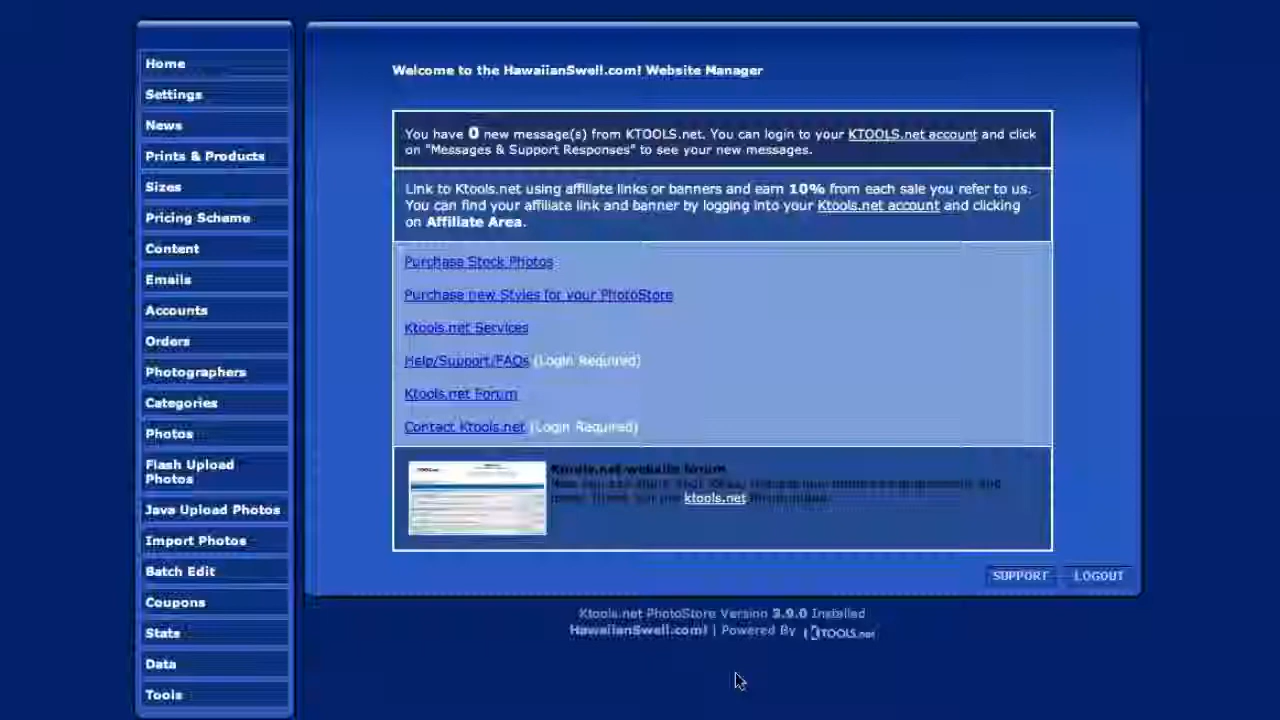 Home
Settings
News
Prints & Products
Sizes
Pricing Scheme
Content
Emails
Accounts
Orders
Photographers
Categories
Photos
Flash Upload
Photos
Java Upload Photos
Import Photos
Batch Edit
Coupons
Stats
Data
Tools
Welcome to the HawaiianSwell.com! Website Manager
You have 0 new message(s) from KTOOLS.net. You can login to your KTOOLS.net account and click
on "Messages & Support Responses" to see your new messages.
Link to Ktools.net using affiliate links or banners and earn 10% from each sale you refer to us.
You can find your affiliate link and banner by logging into your Ktools.net account and clicking
on Affiliate Area.
Purchase Stock Photos
Purchase new Styles for your PhotoStore
Ktools.net Services
Help/Support/FAQs (Login Required)
Ktools.net Forum
Contact Ktools.net (Login Required)
Ktools.net website forum
ktools.net
SUPPORT LOGOUT
Ktools.net PhotoStore Version 3.9.0 Installed
HawaiianSwell.com! | Powered By KTOOLS.net